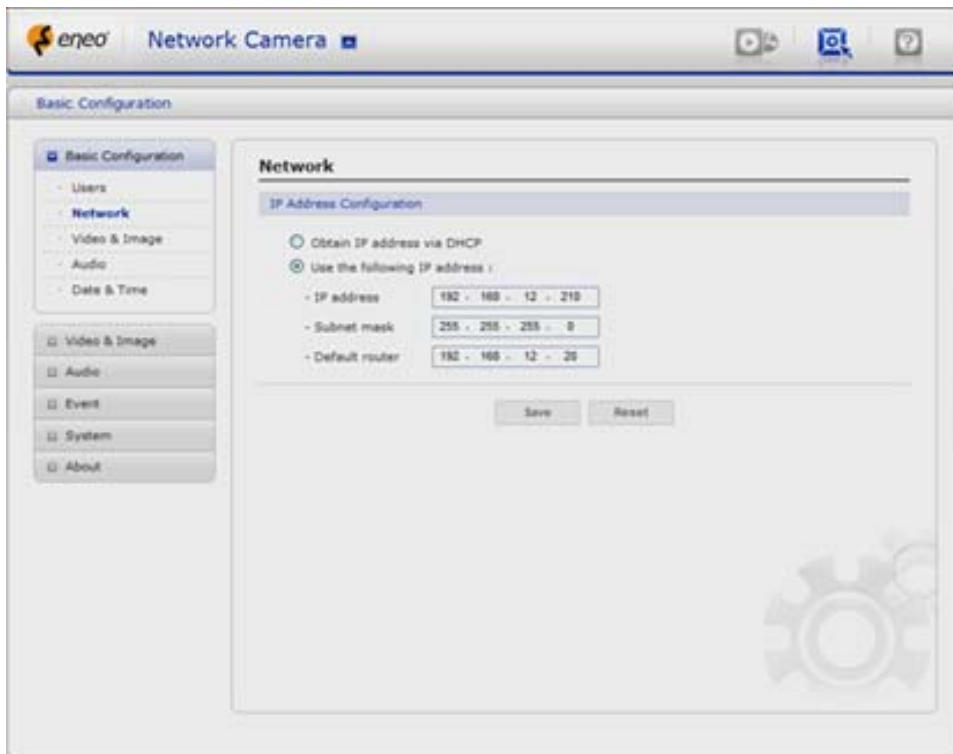 eneo Network Camera
Basic Configuration
Basic Configuration
Users
Network
Video & Image
Audio
Date & Time
Video & Image
Audio
Event
System
About
Network
IP Address Configuration
Obtain IP address via DHCP
Use the following IP address :
- IP address 192 . 168 . 12 . 210
- Subnet mask 255 . 255 . 255 . 0
- Default router 192 . 168 . 12 . 20
Save Reset